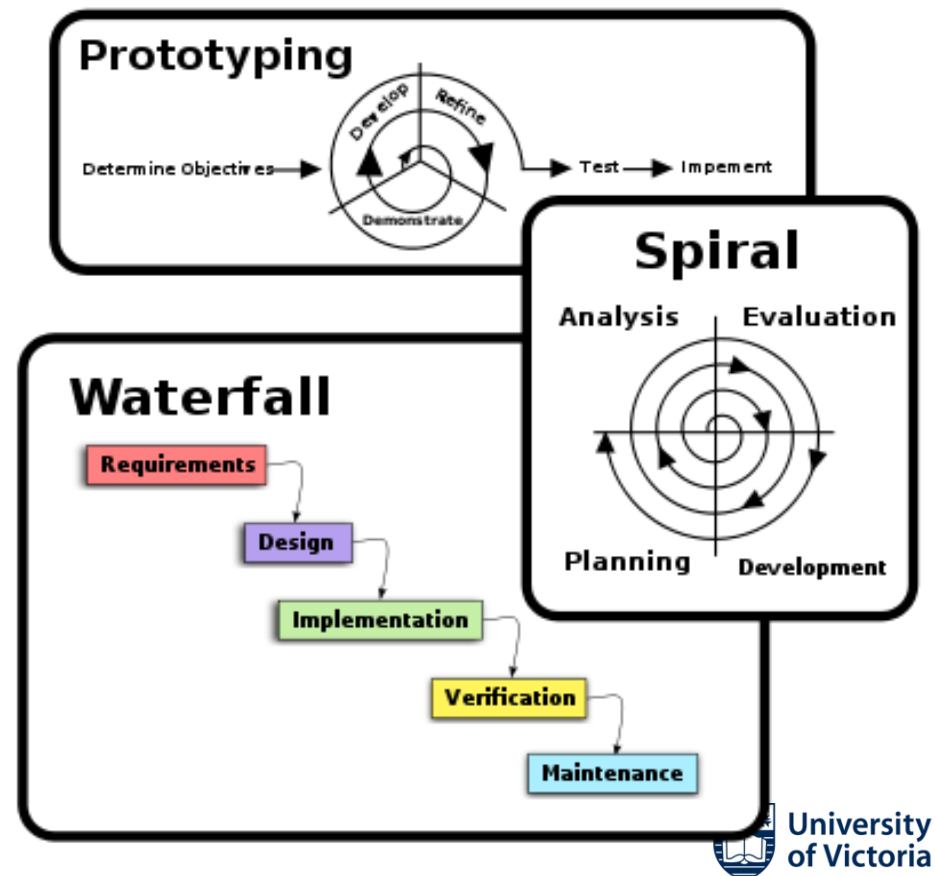 Prototyping
Develop
Refine
Demonstrate
Determine Objectives
Test
Impement
Spiral
Analysis
Evaluation
Planning
Development
Waterfall
Requirements
Design
Implementation
Verification
Maintenance
University
of Victoria